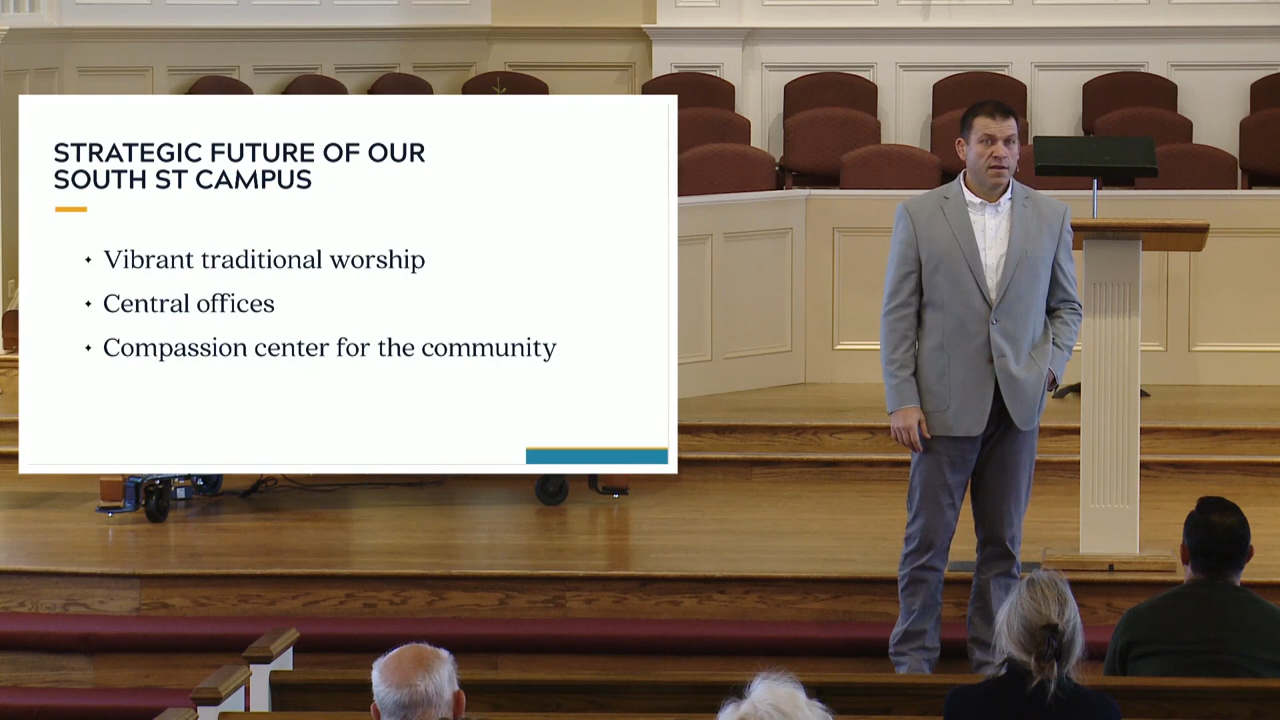 STRATEGIC FUTURE OF OUR
SOUTH ST CAMPUS
• Vibrant traditional worship
• Central offices
• Compassion center for the community